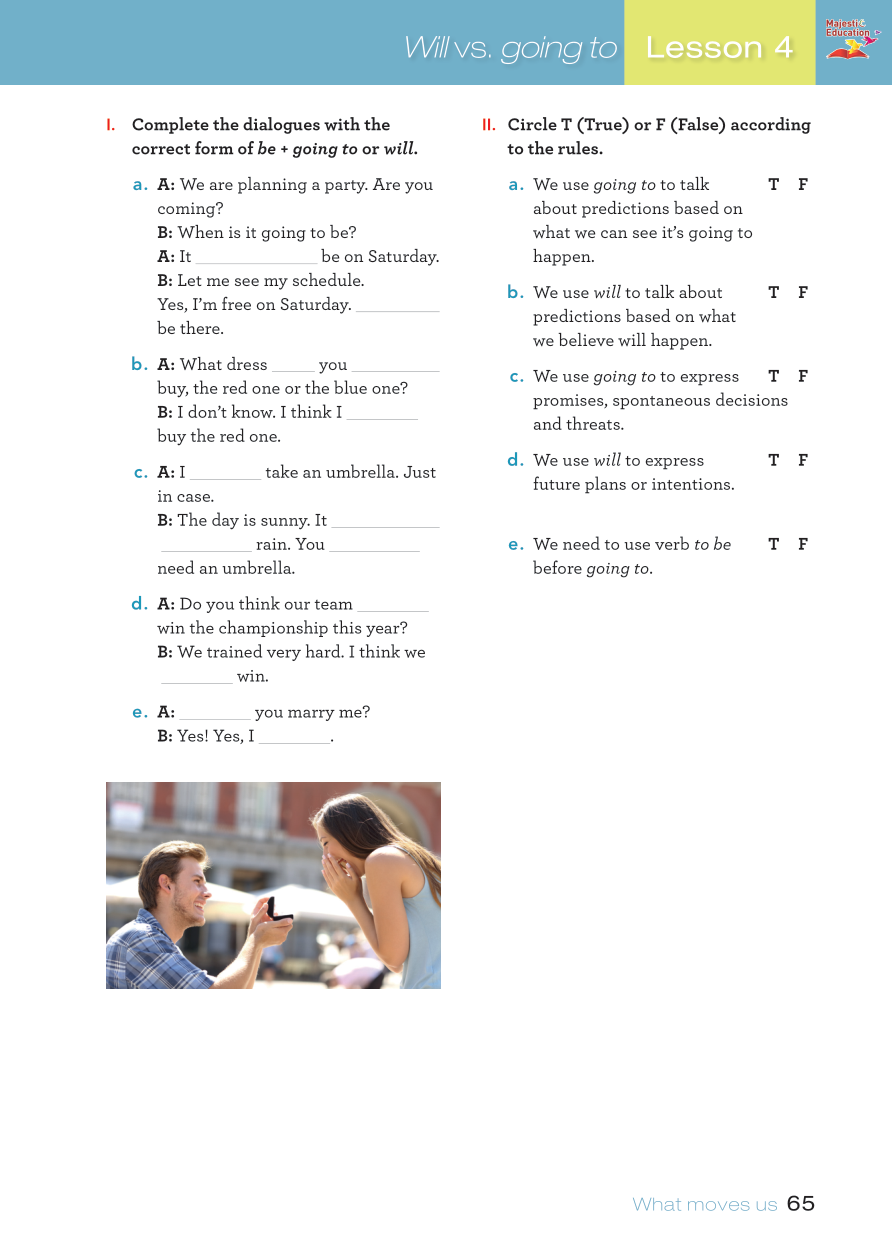 Will vs. going to
Lesson 4
Majesti
Education
I. Complete the dialogues with the
correct form of be + going to or will.
a. A: We are planning a party. Are you
coming?
B: When is it going to be?
A: It ______________ be on Saturday.
B: Let me see my schedule.
Yes, I’m free on Saturday. __________
be there.
b. A: What dress _____ you __________
buy, the red one or the blue one?
B: I don’t know. I think I ________
buy the red one.
c. A: I ________ take an umbrella. Just
in case.
B: The day is sunny. It ____________
__________ rain. You __________
need an umbrella.
d. A: Do you think our team ________
win the championship this year?
B: We trained very hard. I think we
________ win.
e. A: ________ you marry me?
B: Yes! Yes, I ________.
II. Circle T (True) or F (False) according
to the rules.
a. We use going to to talk T F
about predictions based on
what we can see it’s going to
happen.
b. We use will to talk about T F
predictions based on what
we believe will happen.
c. We use going to to express T F
promises, spontaneous decisions
and threats.
d. We use will to express T F
future plans or intentions.
e. We need to use verb to be T F
before going to.
What moves us 65